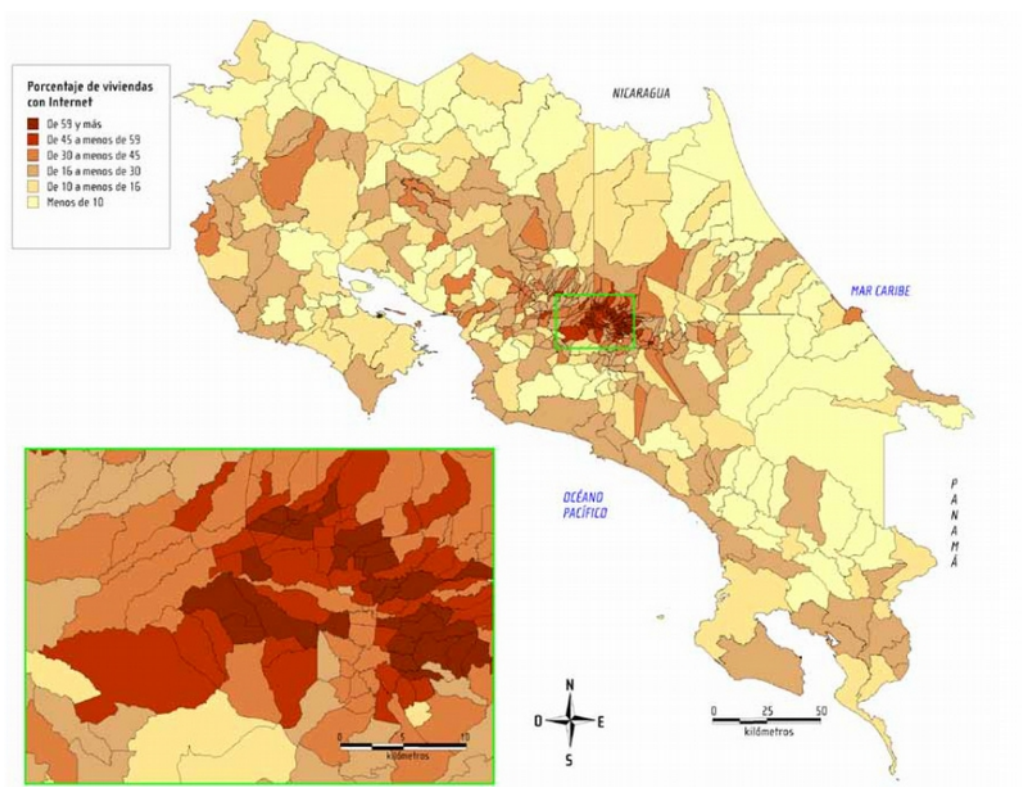 NICARAGUA
Porcentaje de viviendas
con Internet
De 59 y más
De 45 a menos de 59
De 30 a menos de 45
De 16 a menos de 30
De 10 a menos de 16
Menos de 10
MAR CARIBE
OCÉANO
PACÍFICO
P
A
N
A
M
Á
N
O E
S
0 25 50
kilómetros
0 5 10
kilómetros